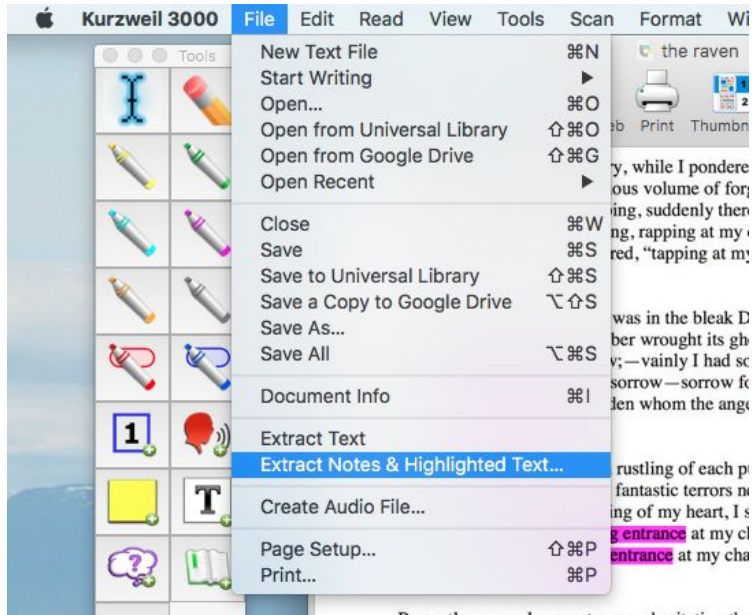 Kurzweil 3000 File Edit Read View Tools Scan Format Wi
Tools
the raven
Print Thumbn
New Text File ⌘N
Start Writing ▶
Open... ⌘O
Open from Universal Library ⇧⌘O
Open from Google Drive ⇧⌘G
Open Recent ▶
Close ⌘W
Save ⌘S
Save to Universal Library ⇧⌘S
Save a Copy to Google Drive ⌥⇧S
Save As...
Save All ⌥⌘S
Document Info ⌘I
Extract Text
Extract Notes & Highlighted Text...
Create Audio File...
Page Setup... ⇧⌘P
Print... ⌘P
1
T
y, while I pondere
ous volume of forg
ing, suddenly there
ng, rapping at my
red, “tapping at my
was in the bleak D
ber wrought its gh
v;—vainly I had so
sorrow—sorrow fo
den whom the ange
rustling of each pu
fantastic terrors n
ing of my heart, I s
g entrance at my ch
entrance at my cha